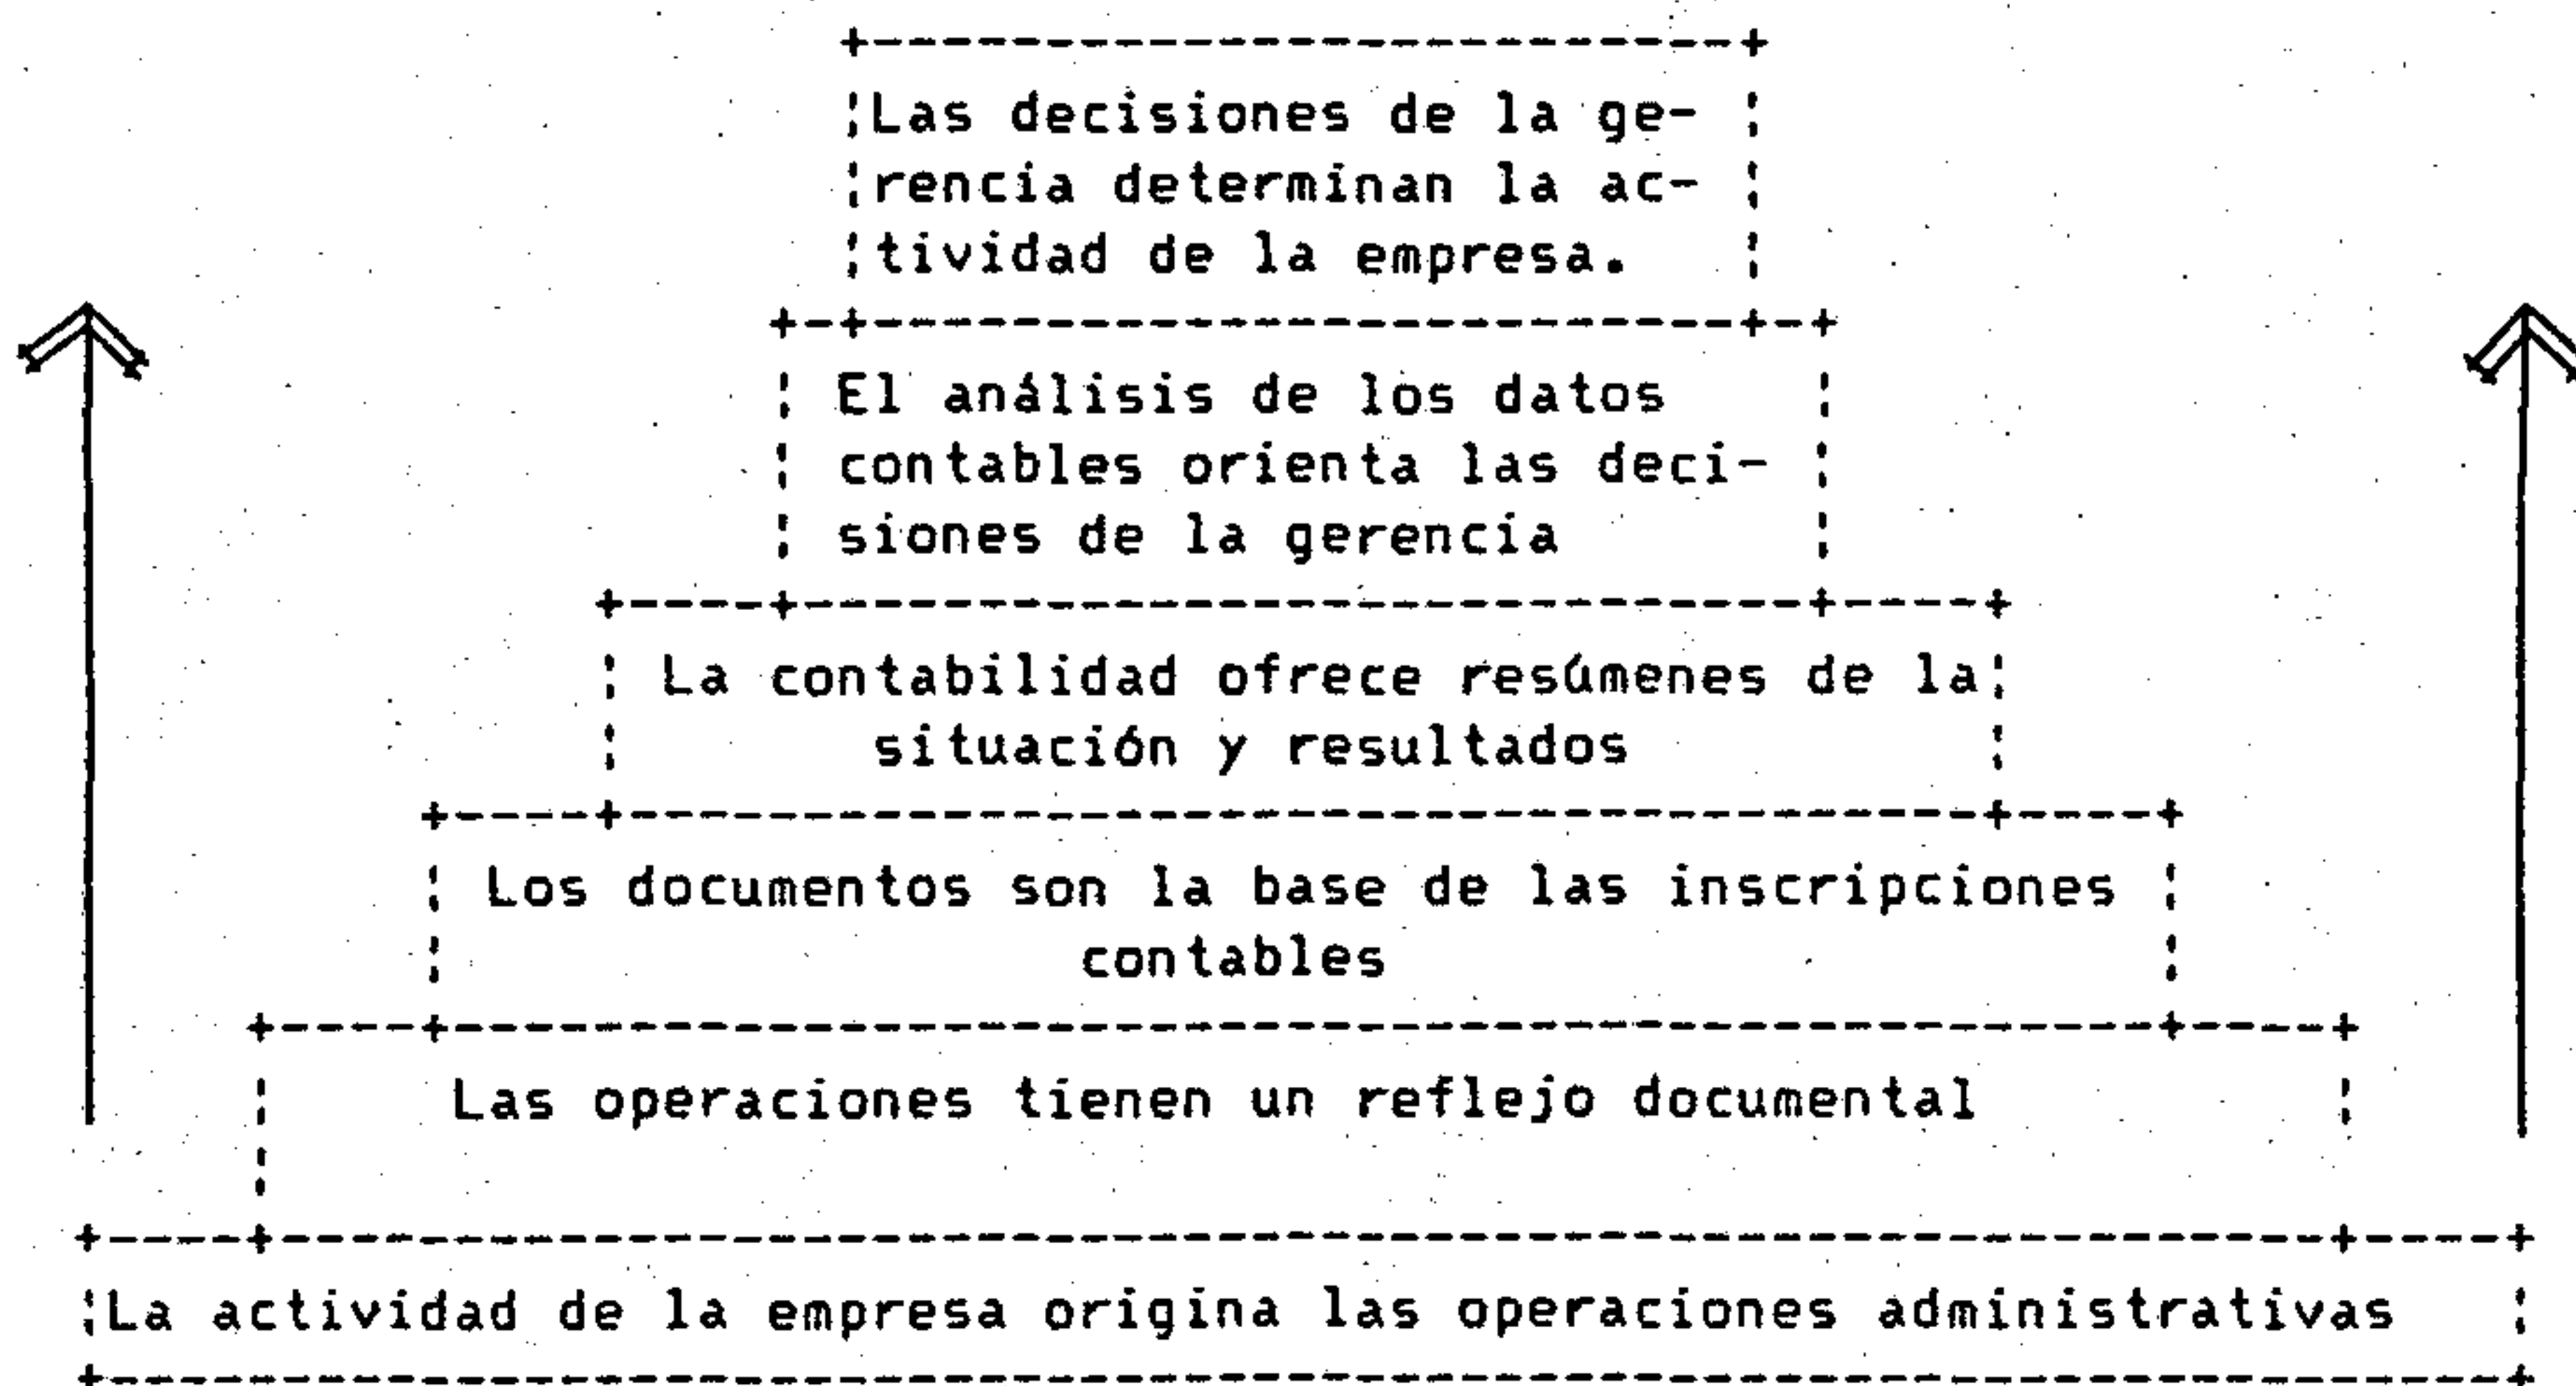 Las decisiones de la ge-
rencia determinan la ac-
tividad de la empresa.
El análisis de los datos
contables orienta las deci-
siones de la gerencia
La contabilidad ofrece resúmenes de la
situación y resultados
Los documentos son la base de las inscripciones
contables
Las operaciones tienen un reflejo documental
La actividad de la empresa origina las operaciones administrativas